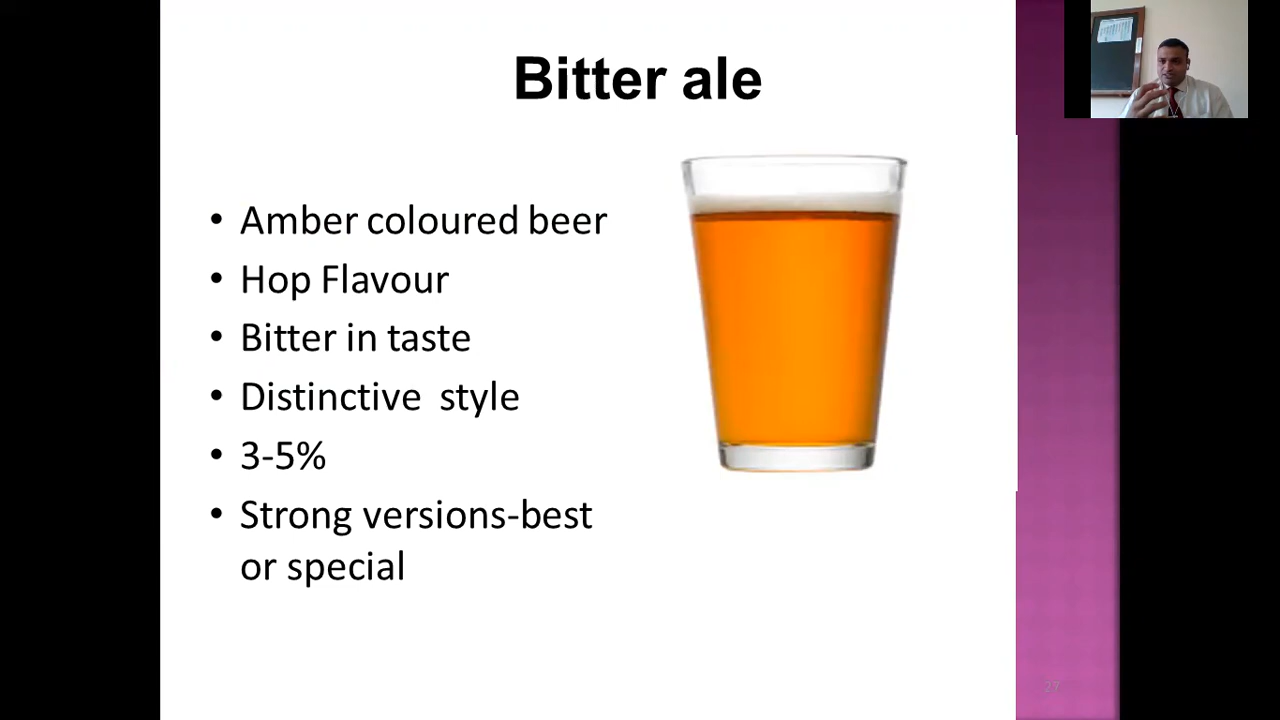 Bitter ale
• Amber coloured beer
• Hop Flavour
• Bitter in taste
• Distinctive style
• 3-5%
• Strong versions-best
or special
27